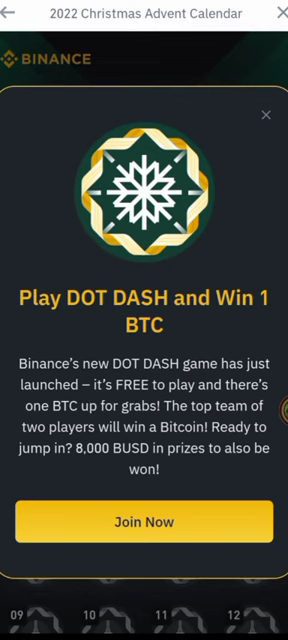 2022 Christmas Advent Calendar
BINANCE
Play DOT DASH and Win 1
BTC
Binance's new DOT DASH game has just
launched – it's FREE to play and there's
one BTC up for grabs! The top team of
two players will win a Bitcoin! Ready to
jump in? 8,000 BUSD in prizes to also be
won!
Join Now
09 10 11 12